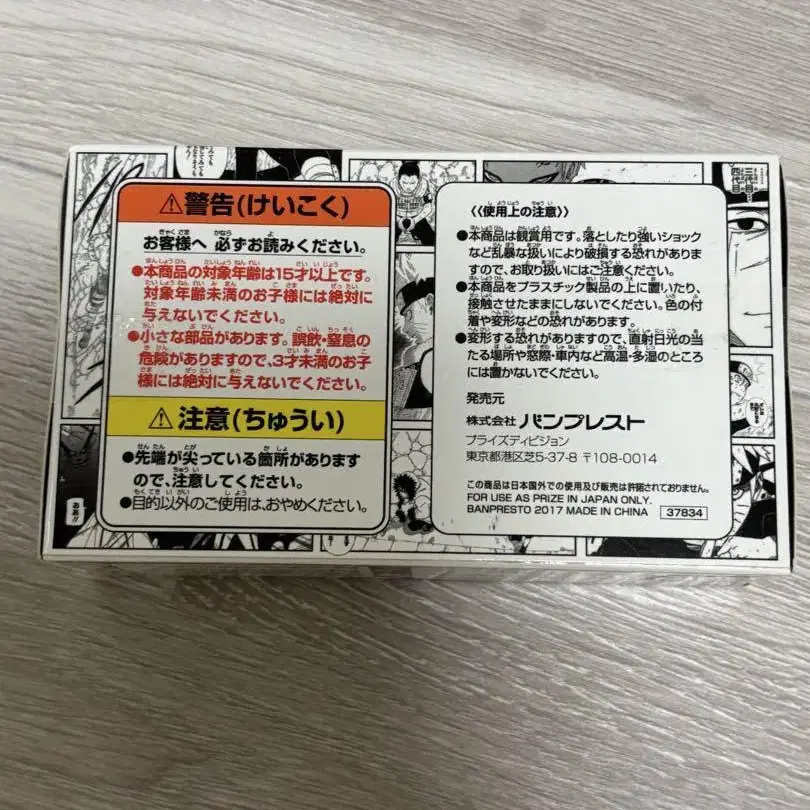 ⚠警告(けいこく)
お客様へ 必ずお読みください。
●本商品の対象年齢は15才以上です。
対象年齢未満のお子様には絶対に
与えないでください。
●小さな部品があります。誤飲・窒息の
危険がありますので、3才未満のお子
様には絶対に与えないでください。
⚠注意(ちゅうい)
●先端が尖っている箇所があります
ので、注意してください。
●目的以外のご使用は、おやめください。
《使用上の注意》
●本商品は観賞用です。落としたり強いショック
など乱暴な扱いにより破損する恐れがありま
すので、お取り扱いにはご注意ください。
●本商品をプラスチック製品の上に置いたり、
接触させたままにしないでください。色の付
着や変形などの恐れがあります。
●変形する恐れがありますので、直射日光の当
たる場所や窓際・車内など高温・多湿のところ
には置かないでください。
発売元
株式会社 バンプレスト
プライズディビジョン
東京都港区芝5-37-8 〒108-0014
この商品は日本国外での使用及び販売は許諾されておりません。
FOR USE AS PRIZE IN JAPAN ONLY.
BANPRESTO 2017 MADE IN CHINA 37834
三代目…
四代目…
ああ!!